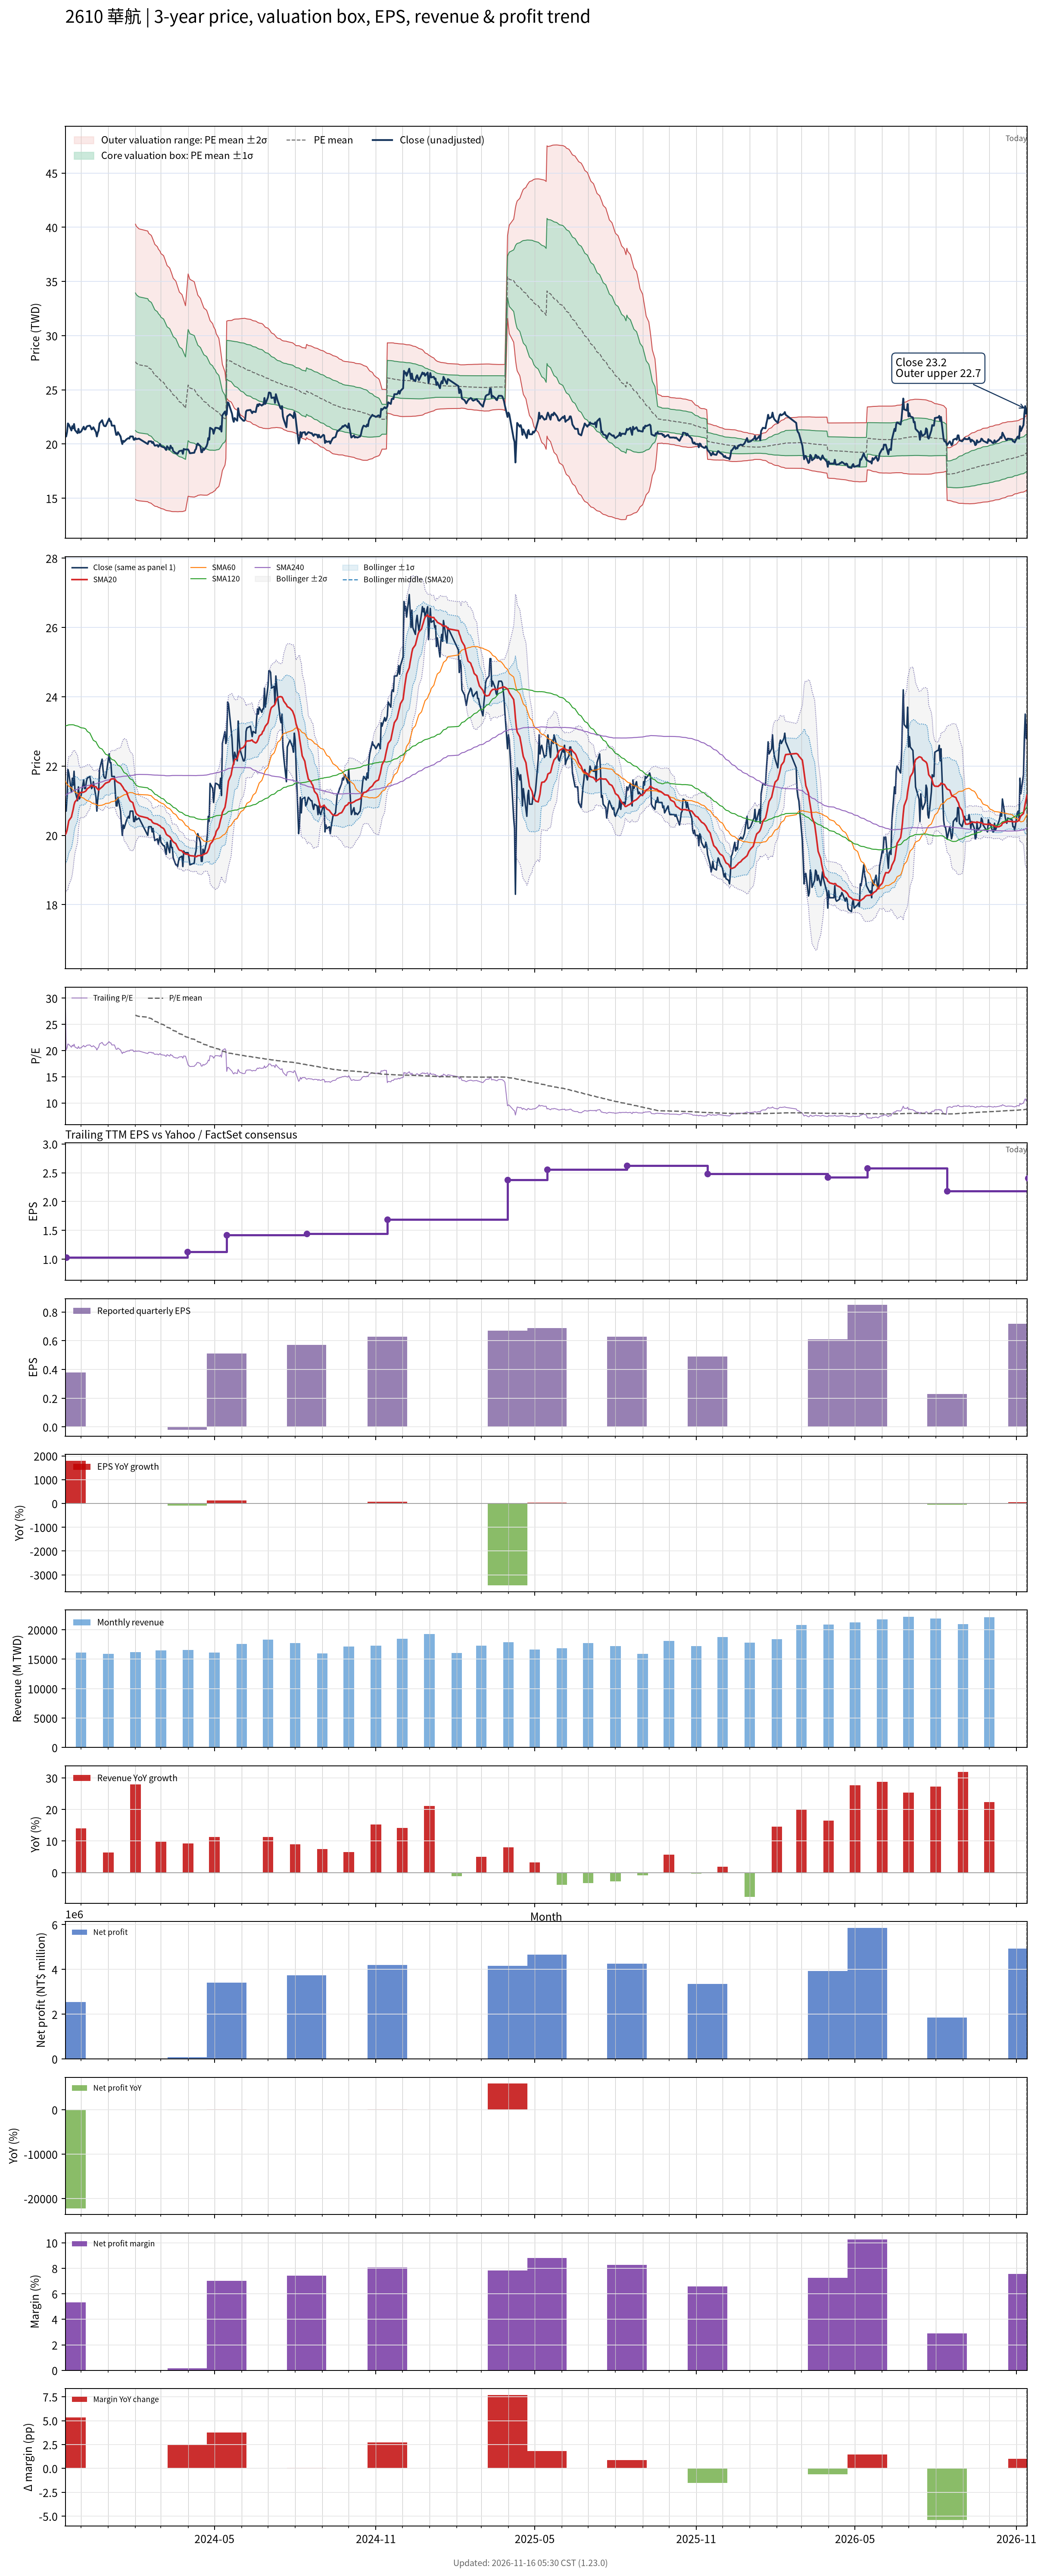 2610 華航 | 3-year price, valuation box, EPS, revenue & profit trend
Outer valuation range: PE mean ±2σ
PE mean
Close (unadjusted)
Core valuation box: PE mean ±1σ
Today
Close 23.2
Outer upper 22.7
Price (TWD)
45
40
35
30
25
20
15
Close (same as panel 1)
SMA20
SMA60
SMA120
SMA240
Bollinger ±2σ
Bollinger ±1σ
Bollinger middle (SMA20)
Price
28
26
24
22
20
18
Trailing P/E
P/E mean
P/E
30
25
20
15
10
Trailing TTM EPS vs Yahoo / FactSet consensus
Today
EPS
3.0
2.5
2.0
1.5
1.0
Reported quarterly EPS
EPS
0.8
0.6
0.4
0.2
0.0
EPS YoY growth
YoY (%)
2000
1000
0
-1000
-2000
-3000
Monthly revenue
Revenue (M TWD)
20000
15000
10000
5000
0
Revenue YoY growth
YoY (%)
30
20
10
0
Month
1e6
Net profit
Net profit (NT$ million)
6
4
2
0
Net profit YoY
YoY (%)
0
-10000
-20000
Net profit margin
Margin (%)
10
8
6
4
2
0
Margin YoY change
Δ margin (pp)
7.5
5.0
2.5
0.0
-2.5
-5.0
2024-05
2024-11
2025-05
2025-11
2026-05
2026-11
Updated: 2026-11-16 05:30 CST (1.23.0)